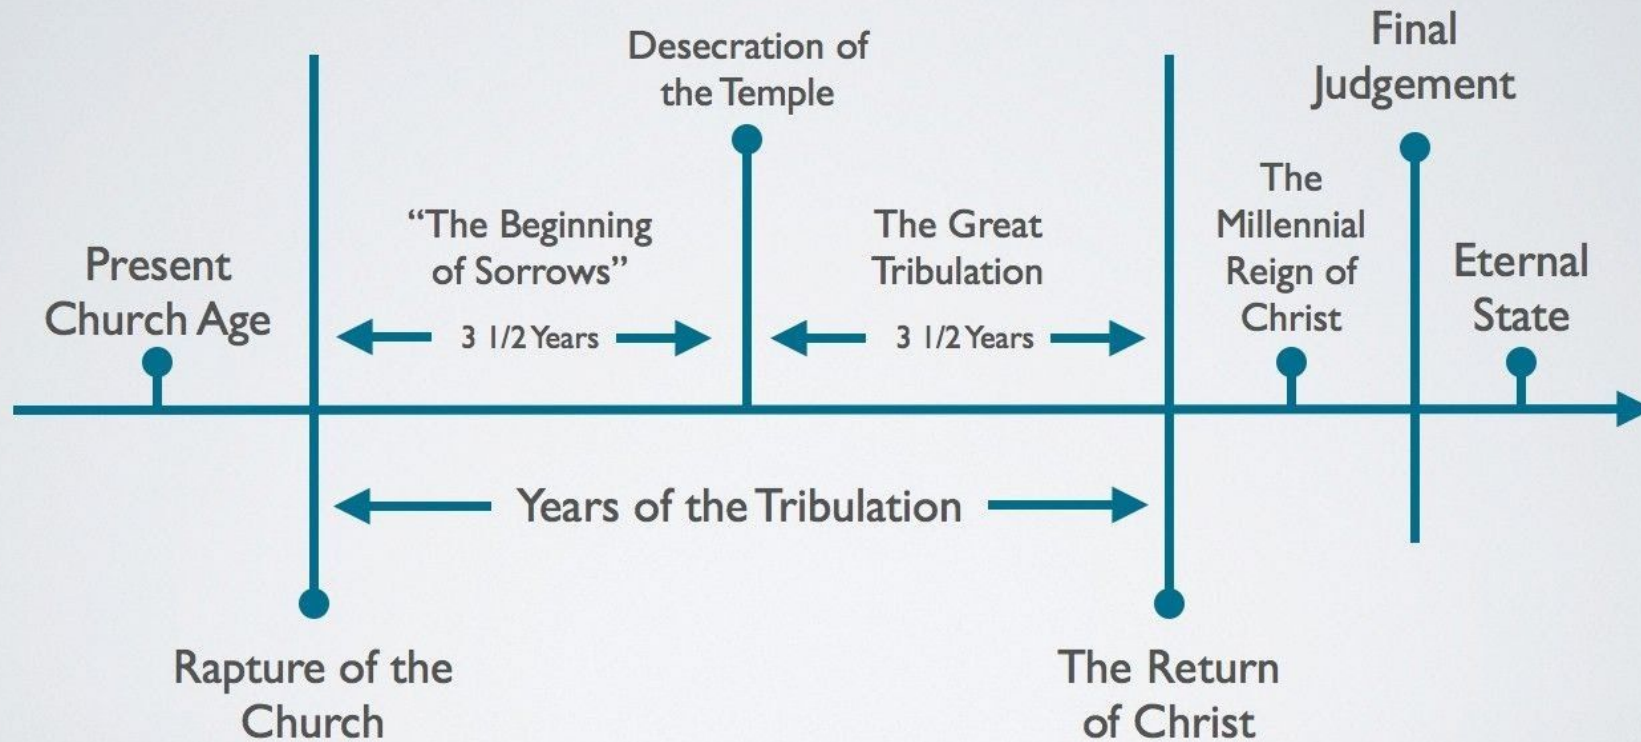 Present
Church Age
Rapture of the
Church
“The Beginning
of Sorrows”
3 1/2 Years
Desecration of
the Temple
The Great
Tribulation
3 1/2 Years
Years of the Tribulation
The Return
of Christ
The
Millennial
Reign of
Christ
Final
Judgement
Eternal
State